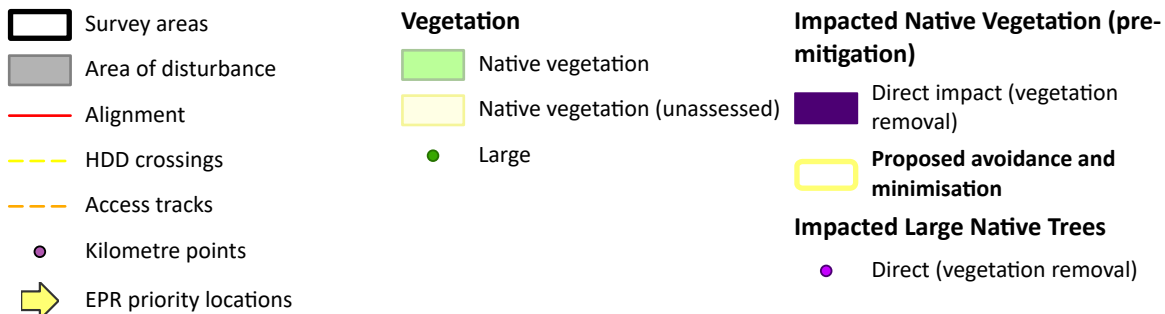 Survey areas
Area of disturbance
Alignment
HDD crossings
Access tracks
Kilometre points
EPR priority locations
Vegetation
Native vegetation
Native vegetation (unassessed)
Large
Impacted Native Vegetation (pre-
mitigation)
Direct impact (vegetation
removal)
Proposed avoidance and
minimisation
Impacted Large Native Trees
Direct (vegetation removal)